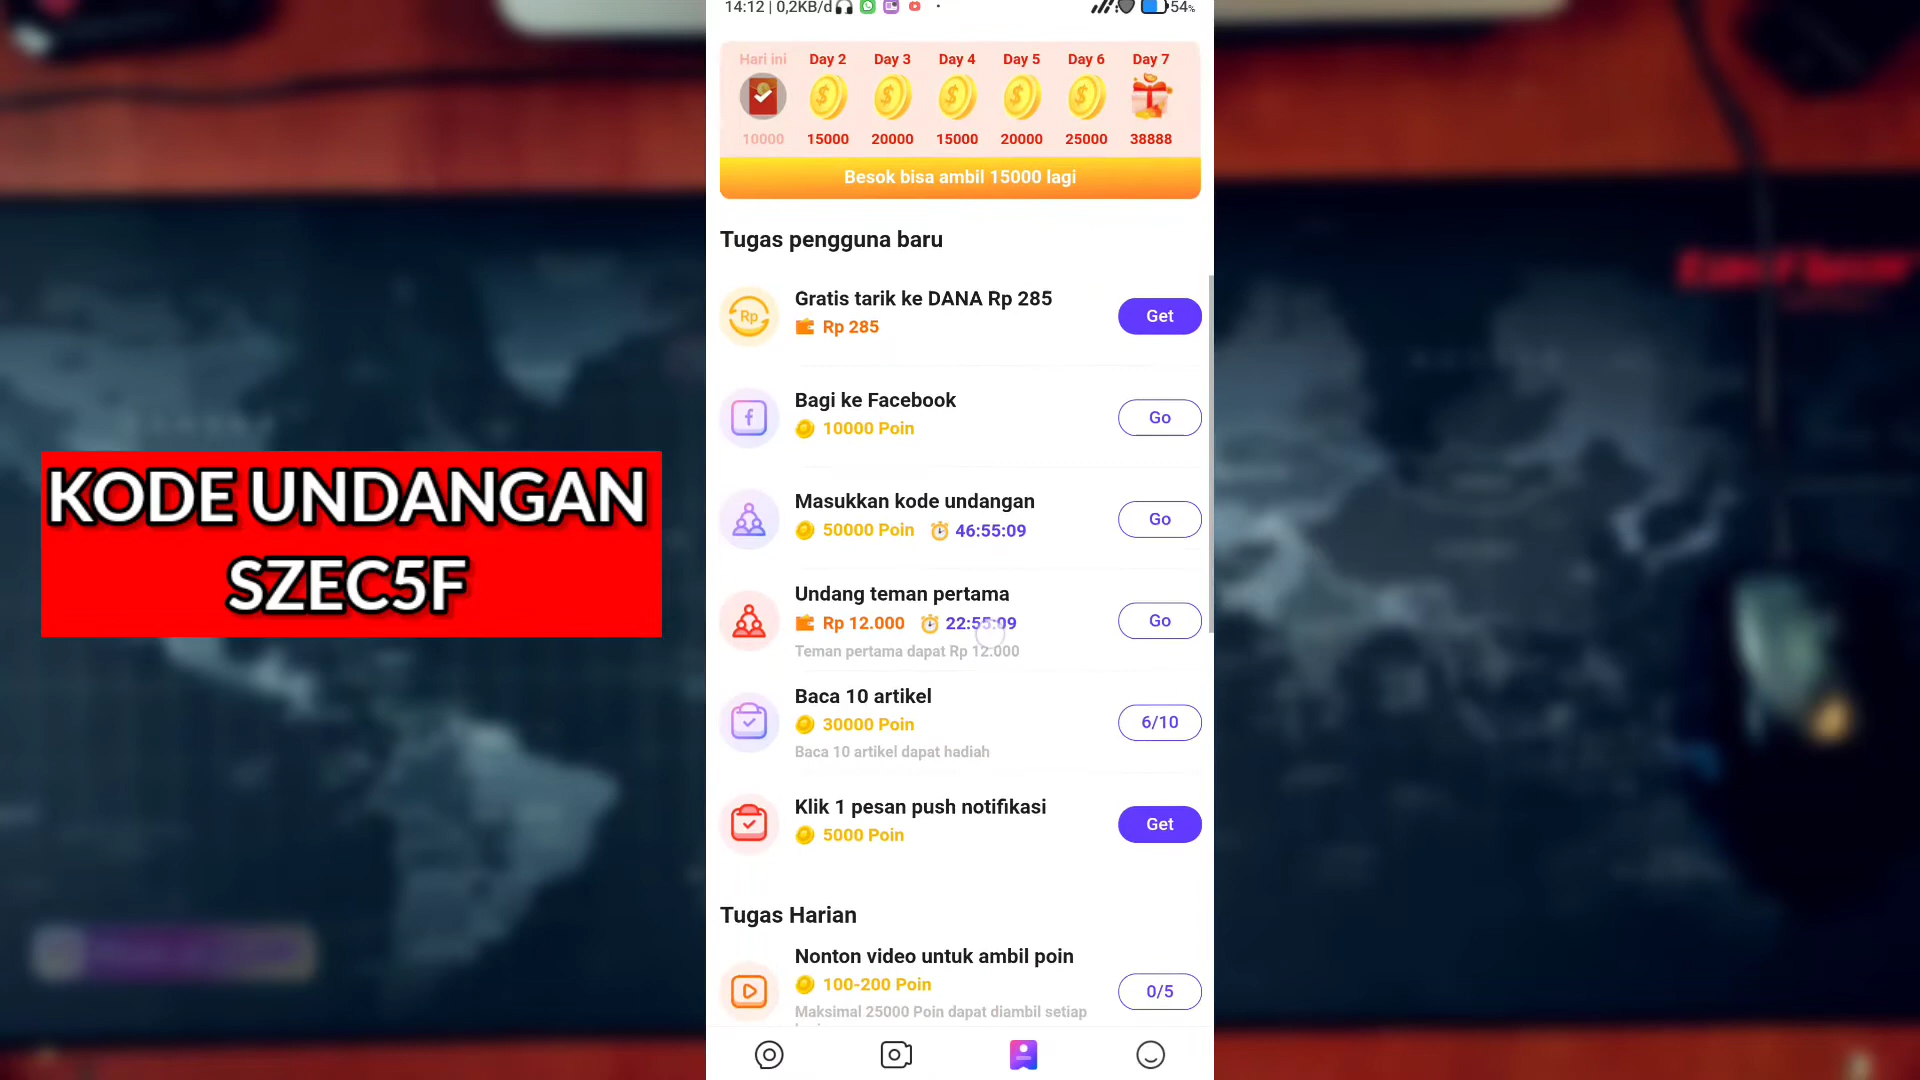 14:12 | 0,2KB/d
54%
Hari ini Day 2 Day 3 Day 4 Day 5 Day 6 Day 7
10000 15000 20000 15000 20000 25000 38888
Besok bisa ambil 15000 lagi
Tugas pengguna baru
Gratis tarik ke DANA Rp 285
Rp 285
Get
Bagi ke Facebook
10000 Poin
Go
Masukkan kode undangan
50000 Poin 46:55:09
Go
Undang teman pertama
Rp 12.000 22:55:09
Teman pertama dapat Rp 12.000
Go
Baca 10 artikel
30000 Poin
Baca 10 artikel dapat hadiah
6/10
Klik 1 pesan push notifikasi
5000 Poin
Get
Tugas Harian
Nonton video untuk ambil poin
100-200 Poin
Maksimal 25000 Poin dapat diambil setiap
0/5
KODE UNDANGAN
SZEC5F